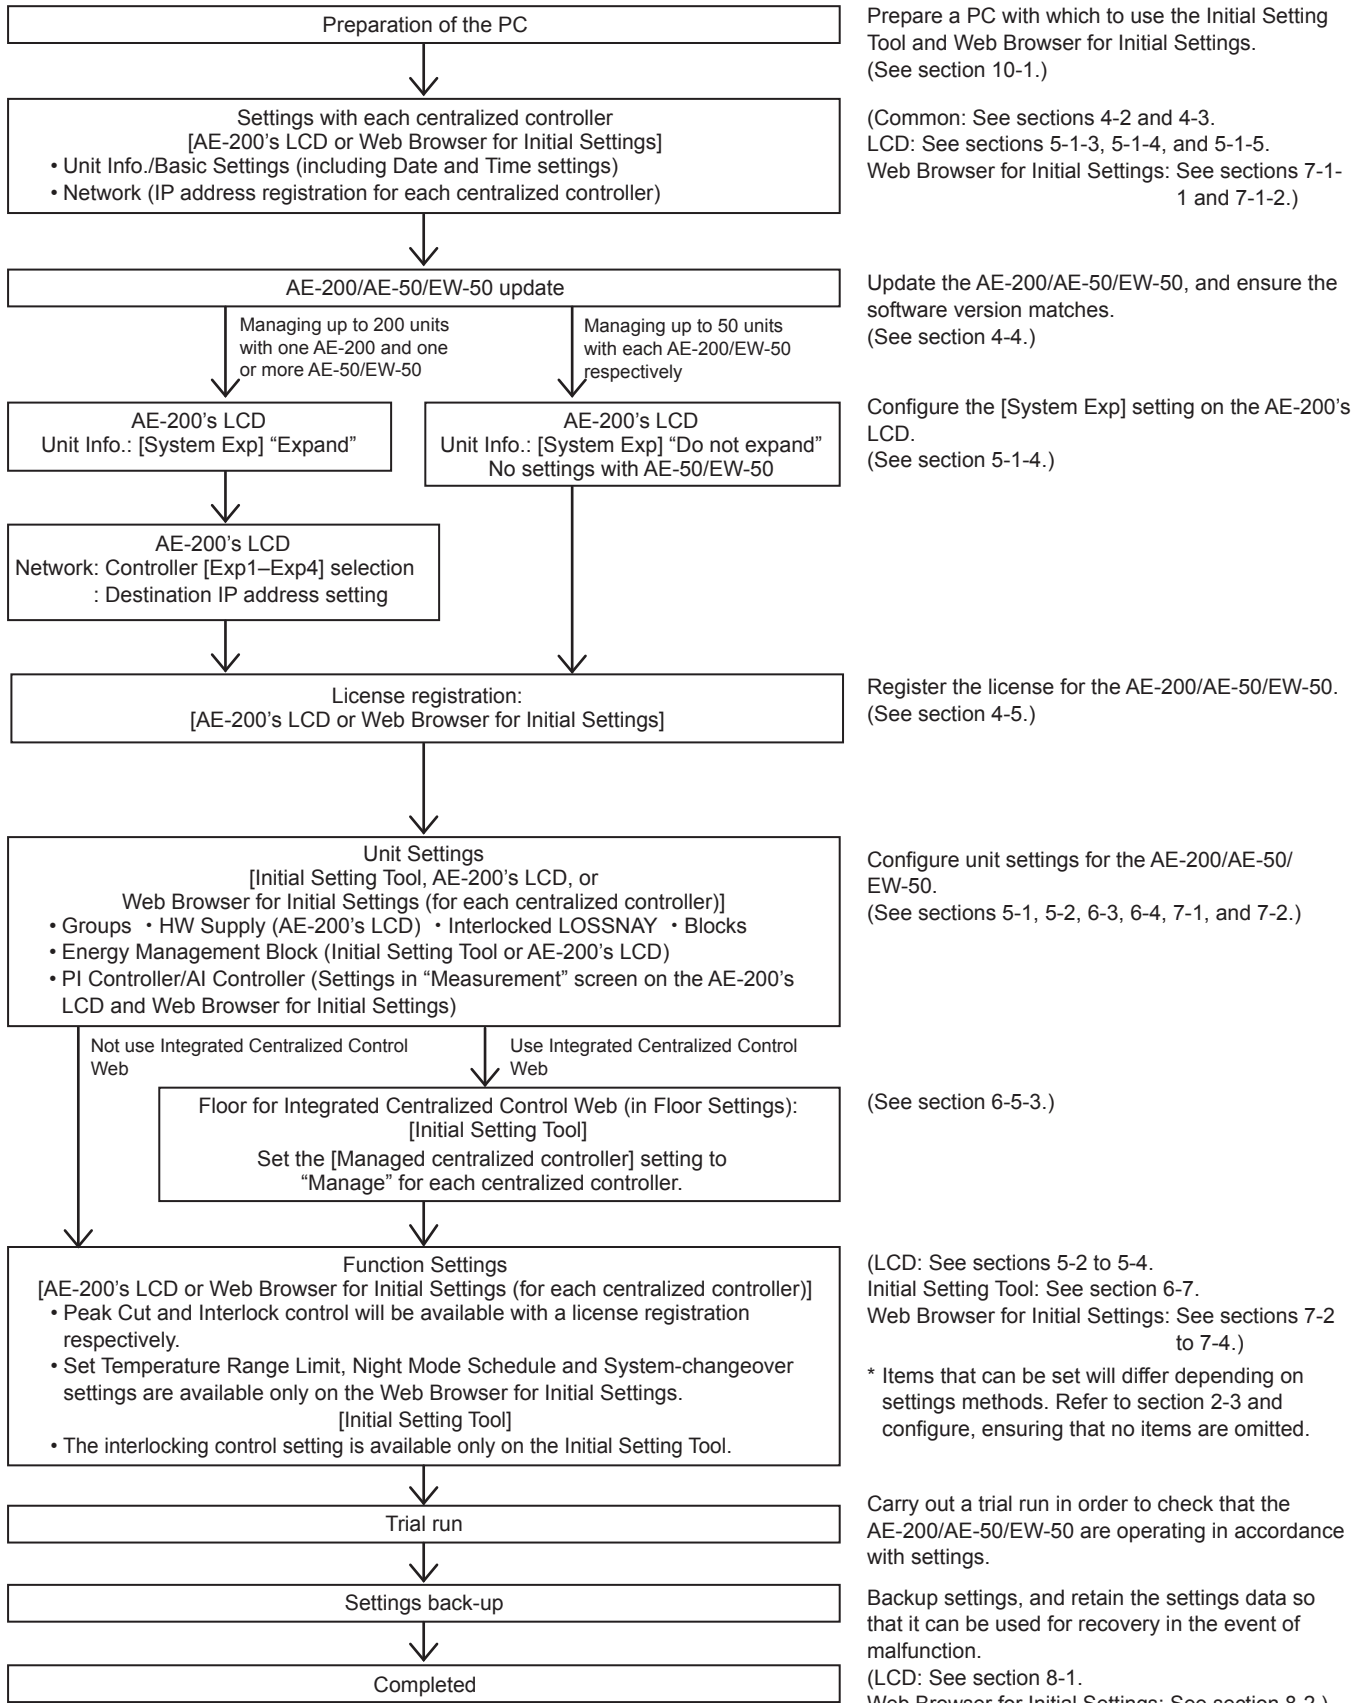 Preparation of the PC
Prepare a PC with which to use the Initial Setting
Tool and Web Browser for Initial Settings.
(See section 10-1.)
Settings with each centralized controller
[AE-200’s LCD or Web Browser for Initial Settings]
• Unit Info./Basic Settings (including Date and Time settings)
• Network (IP address registration for each centralized controller)
(Common: See sections 4-2 and 4-3.
LCD: See sections 5-1-3, 5-1-4, and 5-1-5.
Web Browser for Initial Settings: See sections 7-1-
1 and 7-1-2.)
AE-200/AE-50/EW-50 update
Update the AE-200/AE-50/EW-50, and ensure the
software version matches.
(See section 4-4.)
Managing up to 200 units
with one AE-200 and one
or more AE-50/EW-50
Managing up to 50 units
with each AE-200/EW-50
respectively
AE-200’s LCD
Unit Info.: [System Exp] “Expand”
AE-200’s LCD
Unit Info.: [System Exp] “Do not expand”
No settings with AE-50/EW-50
Configure the [System Exp] setting on the AE-200’s
LCD.
(See section 5-1-4.)
AE-200’s LCD
Network: Controller [Exp1–Exp4] selection
: Destination IP address setting
License registration:
[AE-200’s LCD or Web Browser for Initial Settings]
Register the license for the AE-200/AE-50/EW-50.
(See section 4-5.)
Unit Settings
[Initial Setting Tool, AE-200’s LCD, or
Web Browser for Initial Settings (for each centralized controller)]
• Groups ・HW Supply (AE-200’s LCD) ・Interlocked LOSSNAY ・Blocks
• Energy Management Block (Initial Setting Tool or AE-200’s LCD)
• PI Controller/AI Controller (Settings in “Measurement” screen on the AE-200’s
LCD and Web Browser for Initial Settings)
Configure unit settings for the AE-200/AE-50/
EW-50.
(See sections 5-1, 5-2, 6-3, 6-4, 7-1, and 7-2.)
Not use Integrated Centralized Control
Web
Use Integrated Centralized Control
Web
Floor for Integrated Centralized Control Web (in Floor Settings):
[Initial Setting Tool]
Set the [Managed centralized controller] setting to
“Manage” for each centralized controller.
(See section 6-5-3.)
Function Settings
[AE-200’s LCD or Web Browser for Initial Settings (for each centralized controller)]
• Peak Cut and Interlock control will be available with a license registration
respectively.
• Set Temperature Range Limit, Night Mode Schedule and System-changeover
settings are available only on the Web Browser for Initial Settings.
[Initial Setting Tool]
• The interlocking control setting is available only on the Initial Setting Tool.
(LCD: See sections 5-2 to 5-4.
Initial Setting Tool: See section 6-7.
Web Browser for Initial Settings: See sections 7-2
to 7-4.)
* Items that can be set will differ depending on
settings methods. Refer to section 2-3 and
configure, ensuring that no items are omitted.
Trial run
Carry out a trial run in order to check that the
AE-200/AE-50/EW-50 are operating in accordance
with settings.
Settings back-up
Backup settings, and retain the settings data so
that it can be used for recovery in the event of
malfunction.
(LCD: See section 8-1.
Web Browser for Initial Settings: See section 8-2.)
Completed